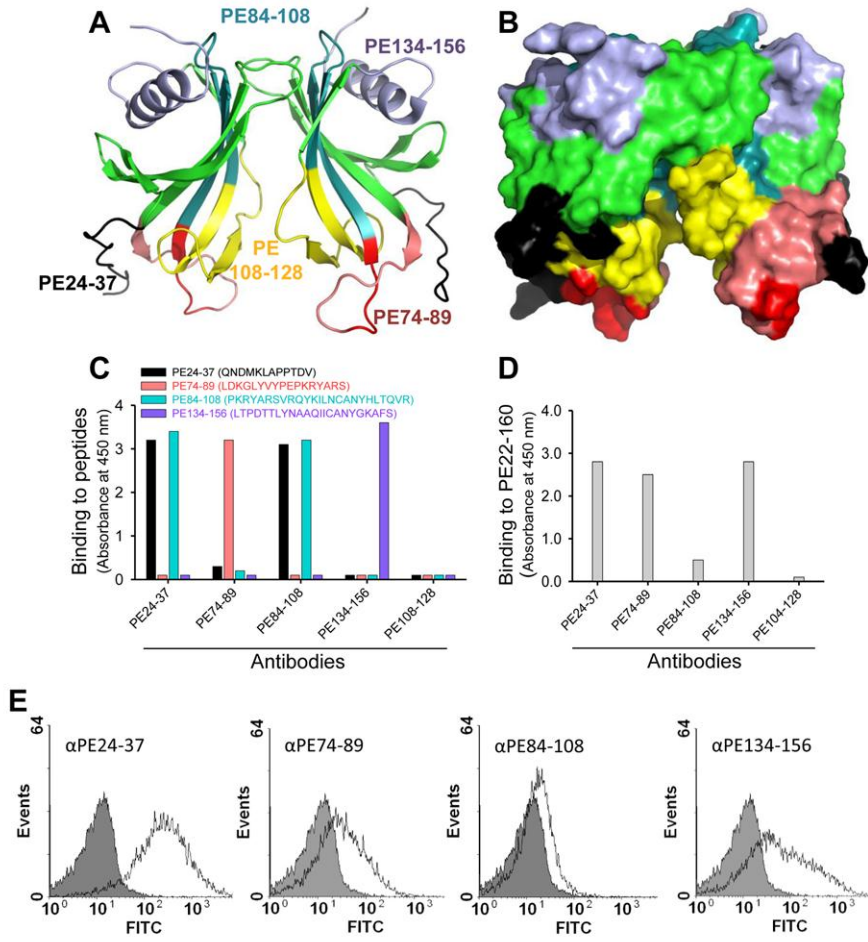 A
PE84-108
PE134-156
PE24-37
PE
108-128
PE74-89
B
C
PE24-37 (QNDMKLAPPTDV)
PE74-89 (LDKGLYVYPEPKRYARS)
PE84-108 (PKRYARSVRQYKILNCANYHLTQVR)
PE134-156 (LTPDTTLYNAAQIICANYGKAFS)
Binding to peptides
(Absorbance at 450 nm)
4
3
2
1
0
PE24-37
PE74-89
PE84-108
PE134-156
PE108-128
Antibodies
D
Binding to PE22-160
(Absorbance at 450 nm)
3.0
2.0
1.0
0.0
PE24-37
PE74-89
PE84-108
PE134-156
PE104-128
Antibodies
E
64
Events
0
αPE24-37
10⁰ 10¹ 10² 10³
FITC
64
Events
0
αPE74-89
10⁰ 10¹ 10² 10³
FITC
64
Events
0
αPE84-108
10⁰ 10¹ 10² 10³
FITC
64
Events
0
αPE134-156
10⁰ 10¹ 10² 10³
FITC